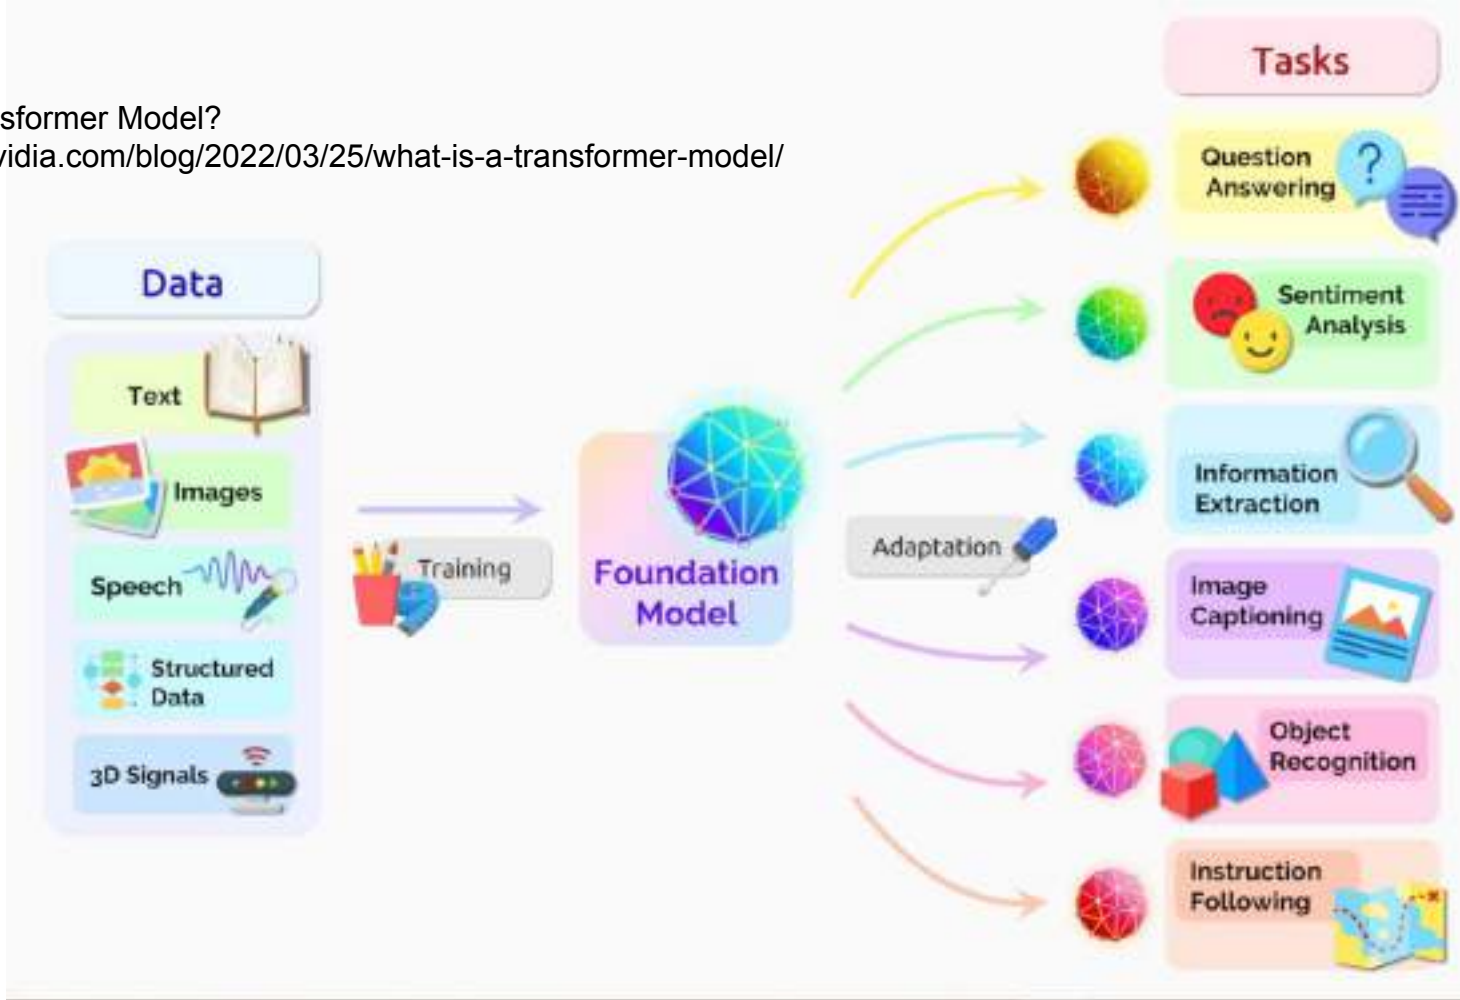 sformer Model?
vidia.com/blog/2022/03/25/what-is-a-transformer-model/
Data
Text
Images
Speech
Structured
Data
3D Signals
Training
Foundation
Model
Adaptation
Tasks
Question
Answering
Sentiment
Analysis
Information
Extraction
Image
Captioning
Object
Recognition
Instruction
Following